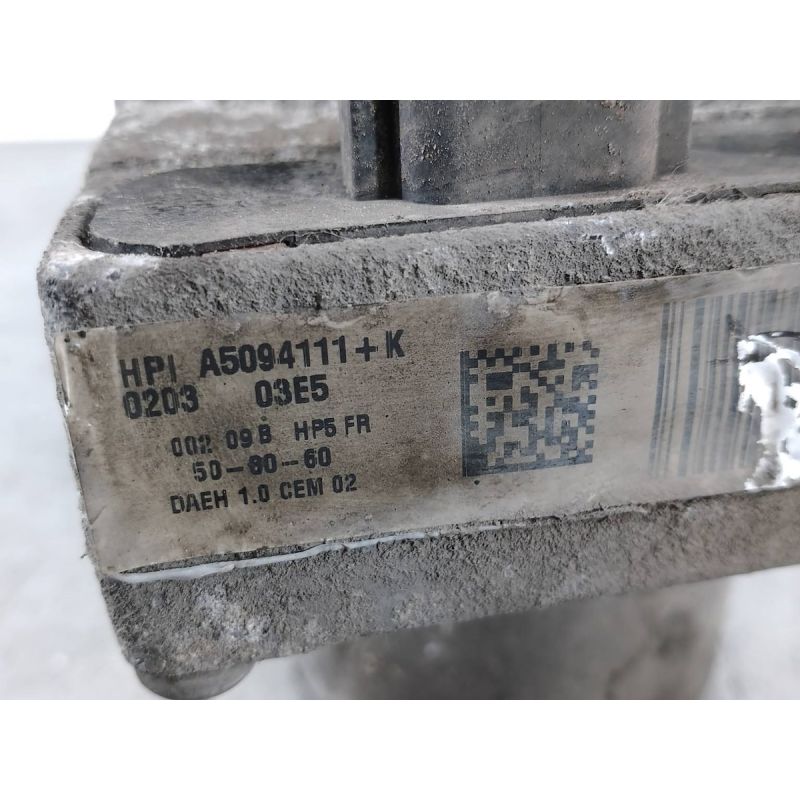 HPI A5094111+K
0203 03E5
002 09B HP5 FR
50-80-60
DAEH 1.0 CEM 02